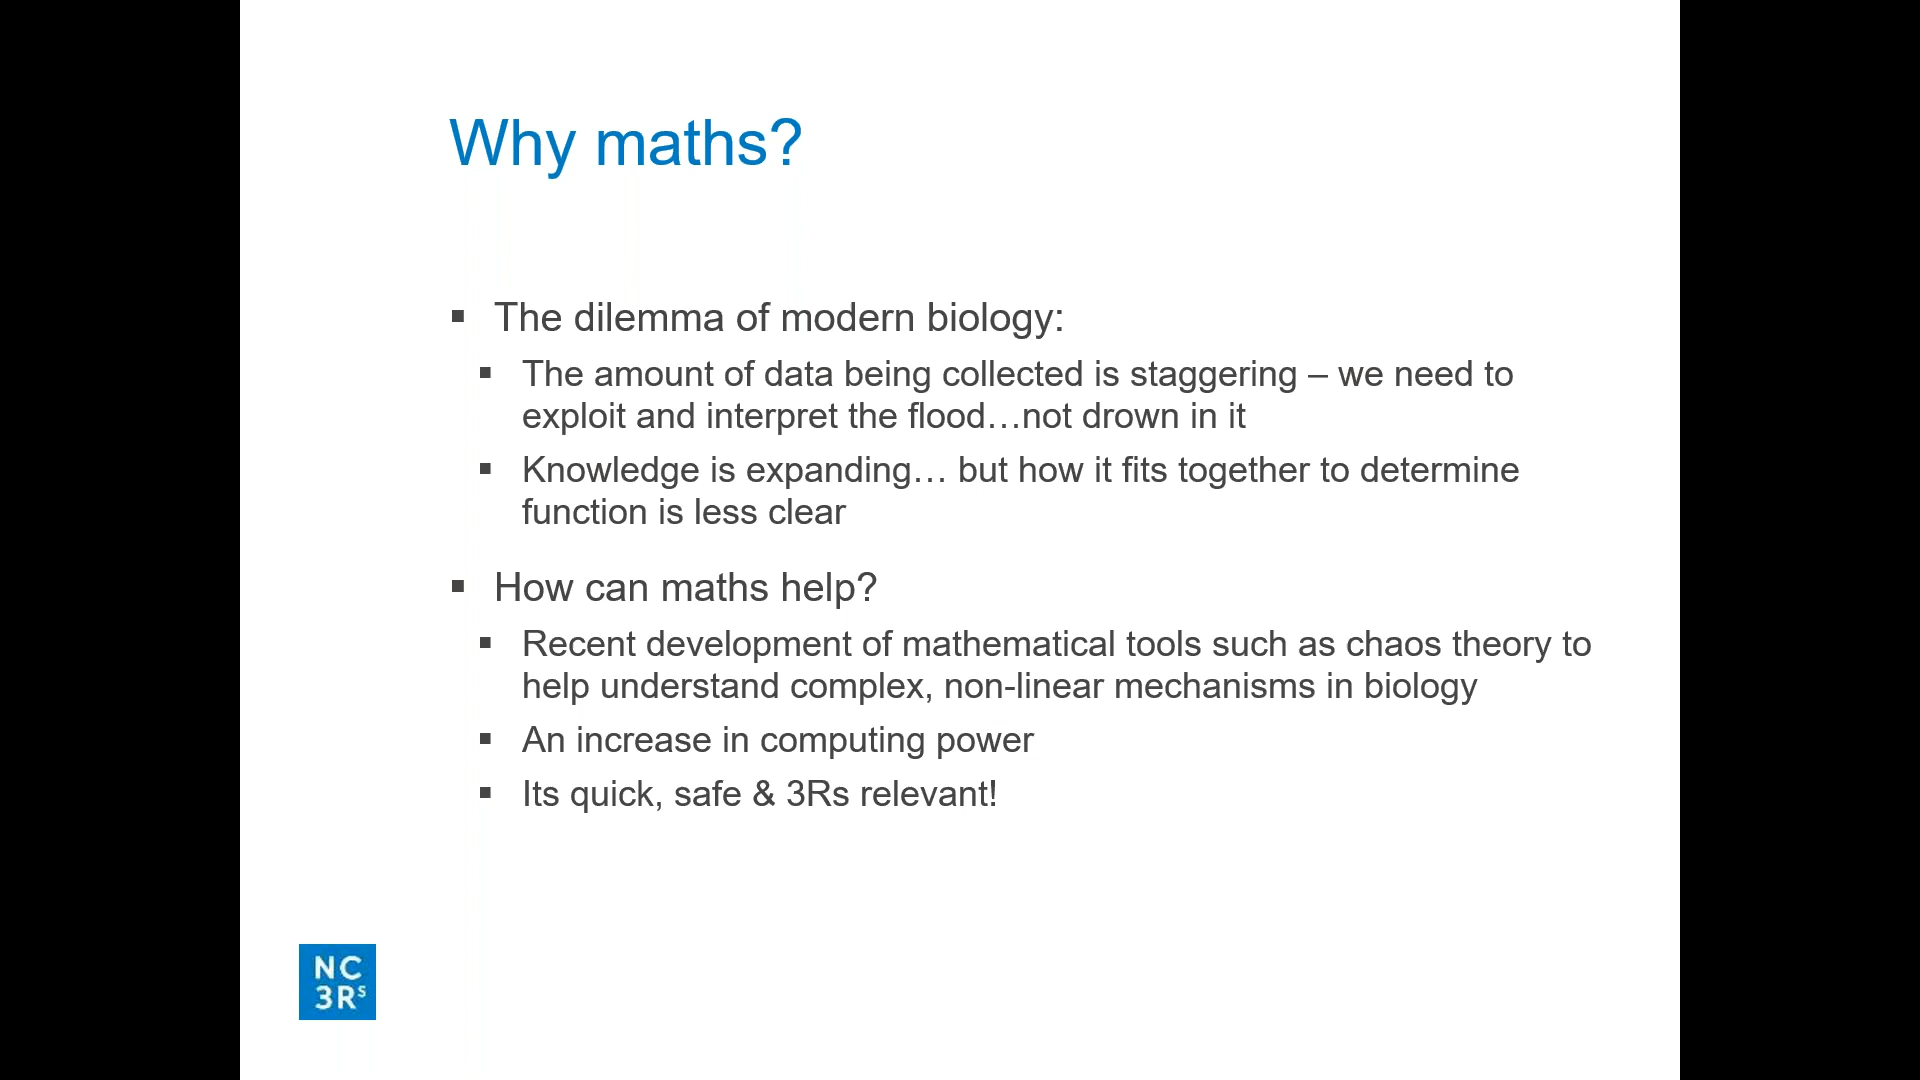 Why maths?
▪ The dilemma of modern biology:
▪ The amount of data being collected is staggering – we need to
exploit and interpret the flood…not drown in it
▪ Knowledge is expanding… but how it fits together to determine
function is less clear
▪ How can maths help?
▪ Recent development of mathematical tools such as chaos theory to
help understand complex, non-linear mechanisms in biology
▪ An increase in computing power
▪ Its quick, safe & 3Rs relevant!
NC
3Rs